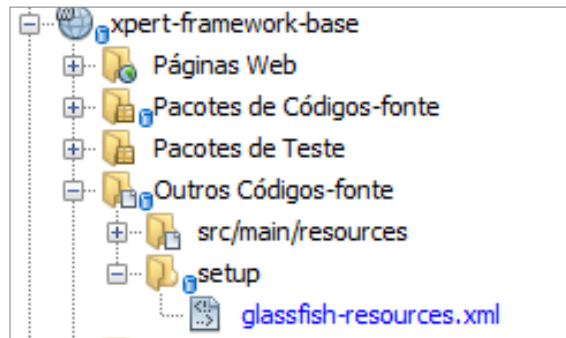 xpert-framework-base
Páginas Web
Pacotes de Códigos-fonte
Pacotes de Teste
Outros Códigos-fonte
src/main/resources
setup
glassfish-resources.xml